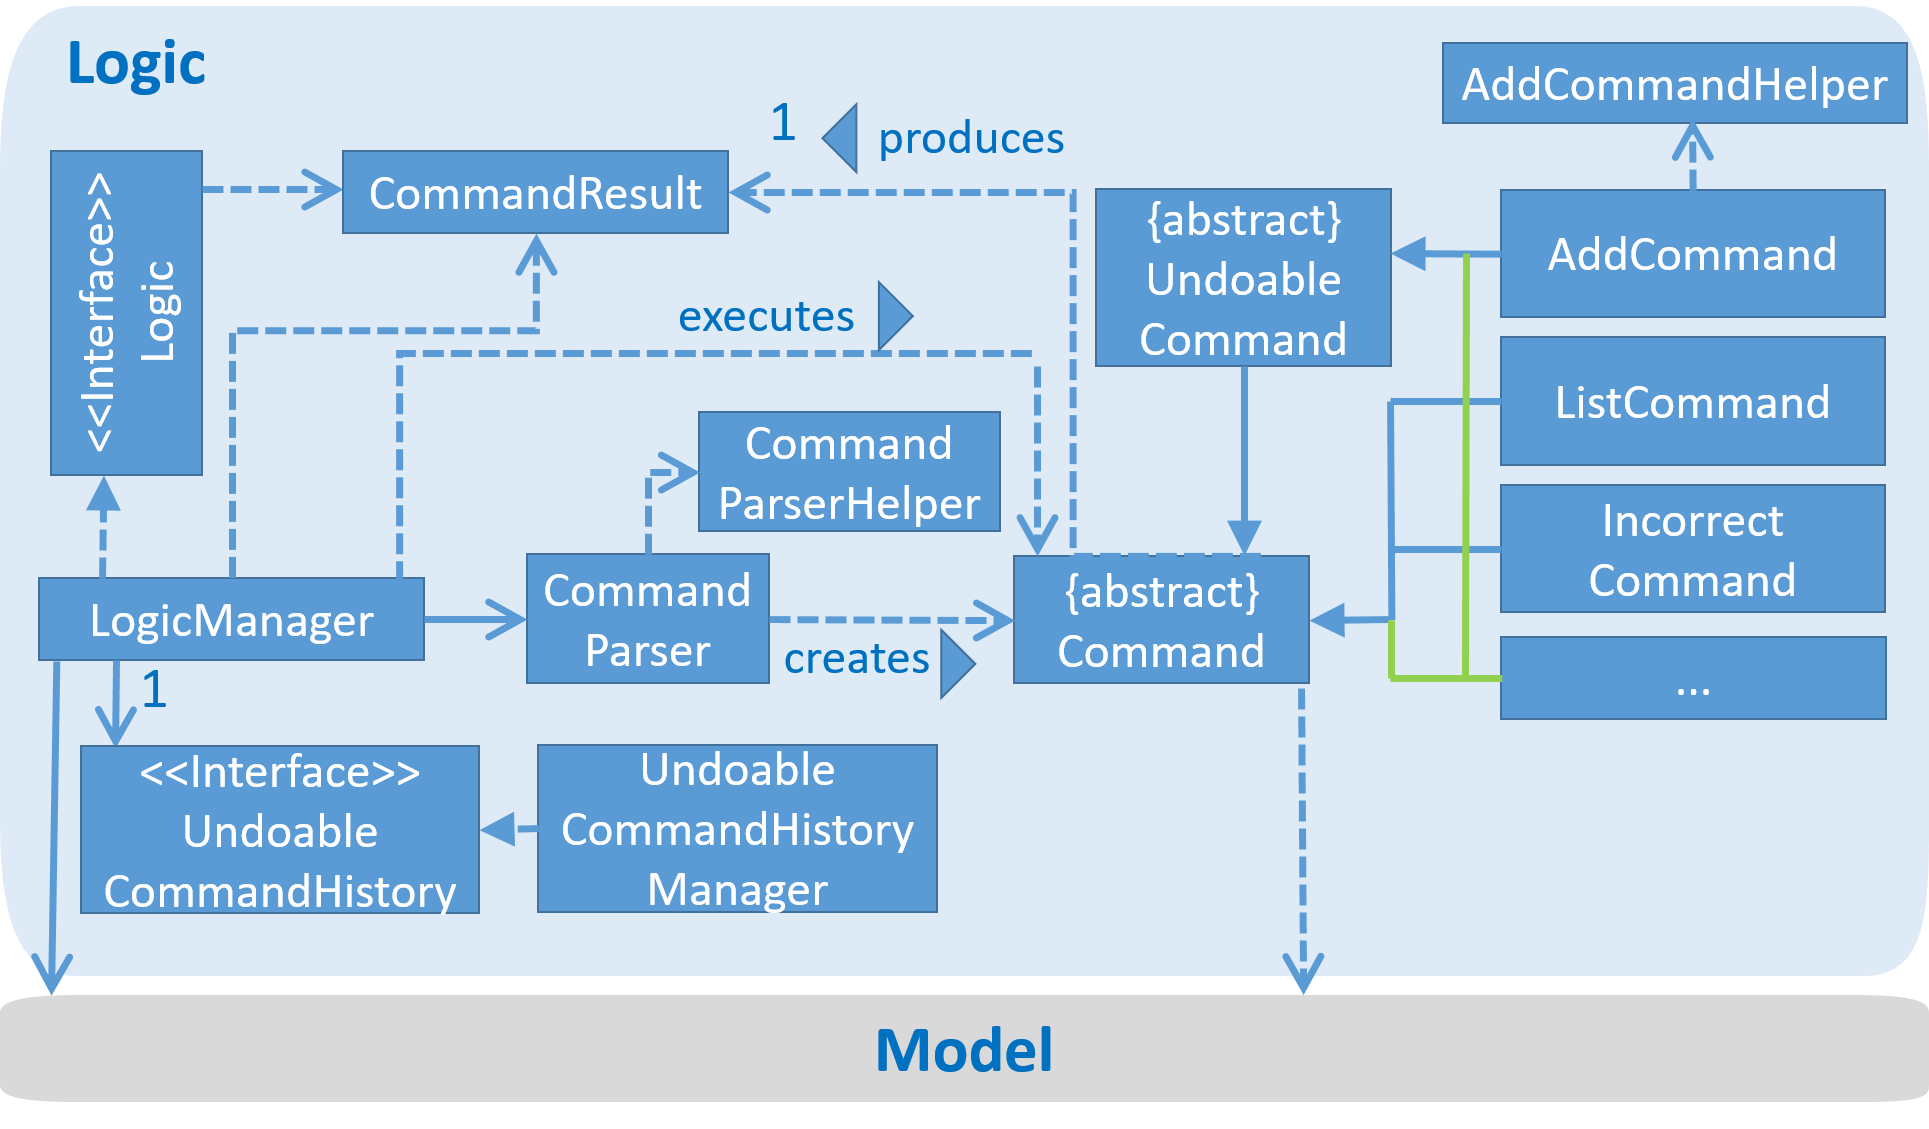 Logic
AddCommandHelper
1
produces
<<Interface>>
Logic
CommandResult
{abstract}
Undoable
Command
AddCommand
executes
ListCommand
Command
ParserHelper
Incorrect
Command
LogicManager
Command
Parser
creates
{abstract}
Command
...
1
<<Interface>>
Undoable
CommandHistory
Undoable
CommandHistory
Manager
Model